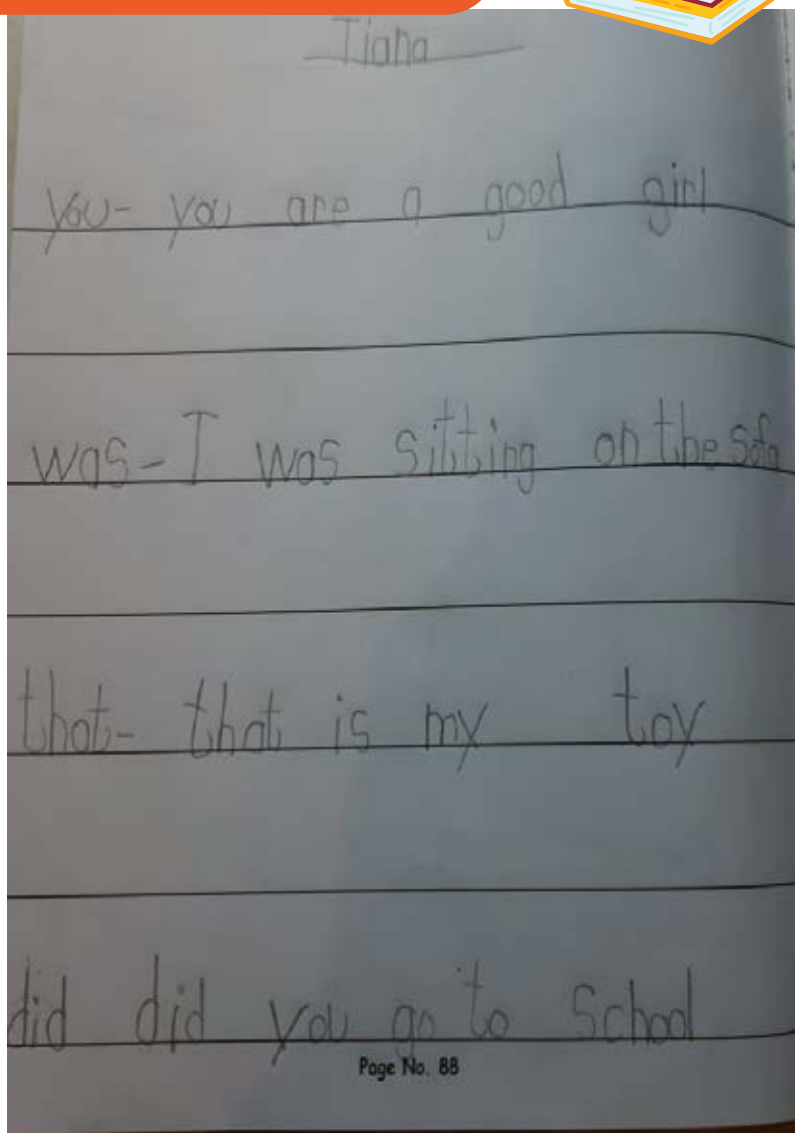 Tiana
you- you are a good girl
was- I was sitting on the sofa
that- that is my toy
did did you go to School
Page No. 88